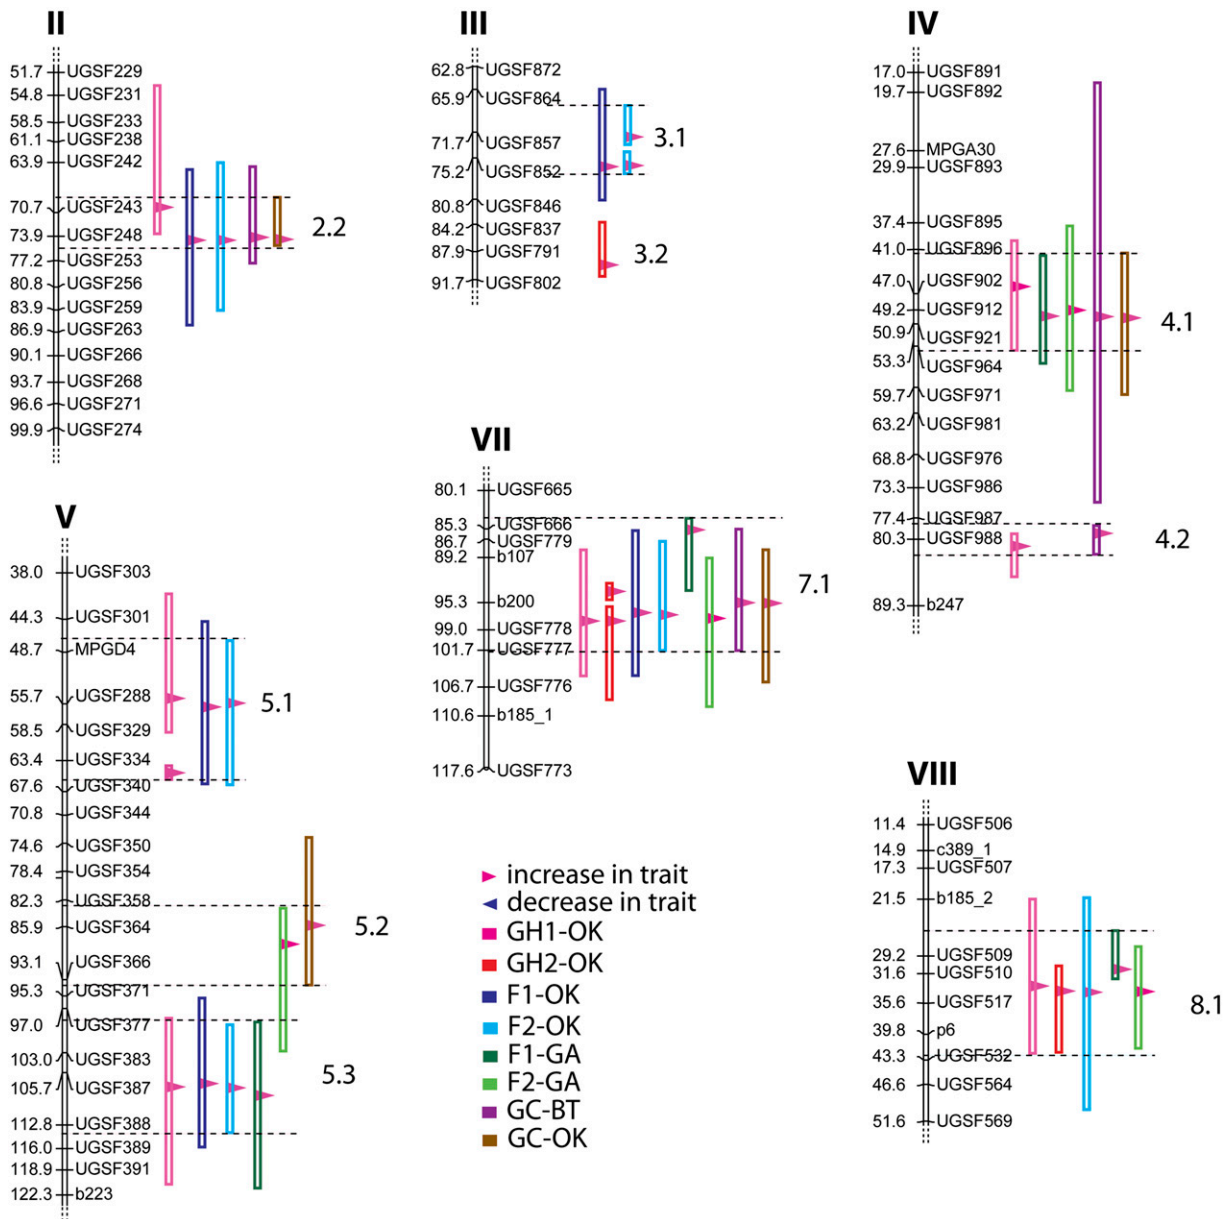 II
51.7 UGSF229
54.8 UGSF231
58.5 UGSF233
61.1 UGSF238
63.9 UGSF242
70.7 UGSF243
73.9 UGSF248
77.2 UGSF253
80.8 UGSF256
83.9 UGSF259
86.9 UGSF263
90.1 UGSF266
93.7 UGSF268
96.6 UGSF271
99.9 UGSF274
2.2
III
62.8 UGSF872
65.9 UGSF864
71.7 UGSF857
75.2 UGSF852
80.8 UGSF846
84.2 UGSF837
87.9 UGSF791
91.7 UGSF802
3.1
3.2
IV
17.0 UGSF891
19.7 UGSF892
27.6 MPGA30
29.9 UGSF893
37.4 UGSF895
41.0 UGSF896
47.0 UGSF902
49.2 UGSF912
50.9 UGSF921
53.3 UGSF964
59.7 UGSF971
63.2 UGSF981
68.8 UGSF976
73.3 UGSF986
77.4 UGSF987
80.3 UGSF988
89.3 b247
4.1
4.2
V
38.0 UGSF303
44.3 UGSF301
48.7 MPGD4
55.7 UGSF288
58.5 UGSF329
63.4 UGSF334
67.6 UGSF340
70.8 UGSF344
74.6 UGSF350
78.4 UGSF354
82.3 UGSF358
85.9 UGSF364
93.1 UGSF366
95.3 UGSF371
97.0 UGSF377
103.0 UGSF383
105.7 UGSF387
112.8 UGSF388
116.0 UGSF389
118.9 UGSF391
122.3 b223
5.1
5.2
5.3
VII
80.1 UGSF665
85.3 UGSF666
86.7 UGSF779
89.2 b107
95.3 b200
99.0 UGSF778
101.7 UGSF777
106.7 UGSF776
110.6 b185_1
117.6 UGSF773
7.1
increase in trait
decrease in trait
GH1-OK
GH2-OK
F1-OK
F2-OK
F1-GA
F2-GA
GC-BT
GC-OK
VIII
11.4 UGSF506
14.9 c389_1
17.3 UGSF507
21.5 b185_2
29.2 UGSF509
31.6 UGSF510
35.6 UGSF517
39.8 p6
43.3 UGSF532
46.6 UGSF564
51.6 UGSF569
8.1